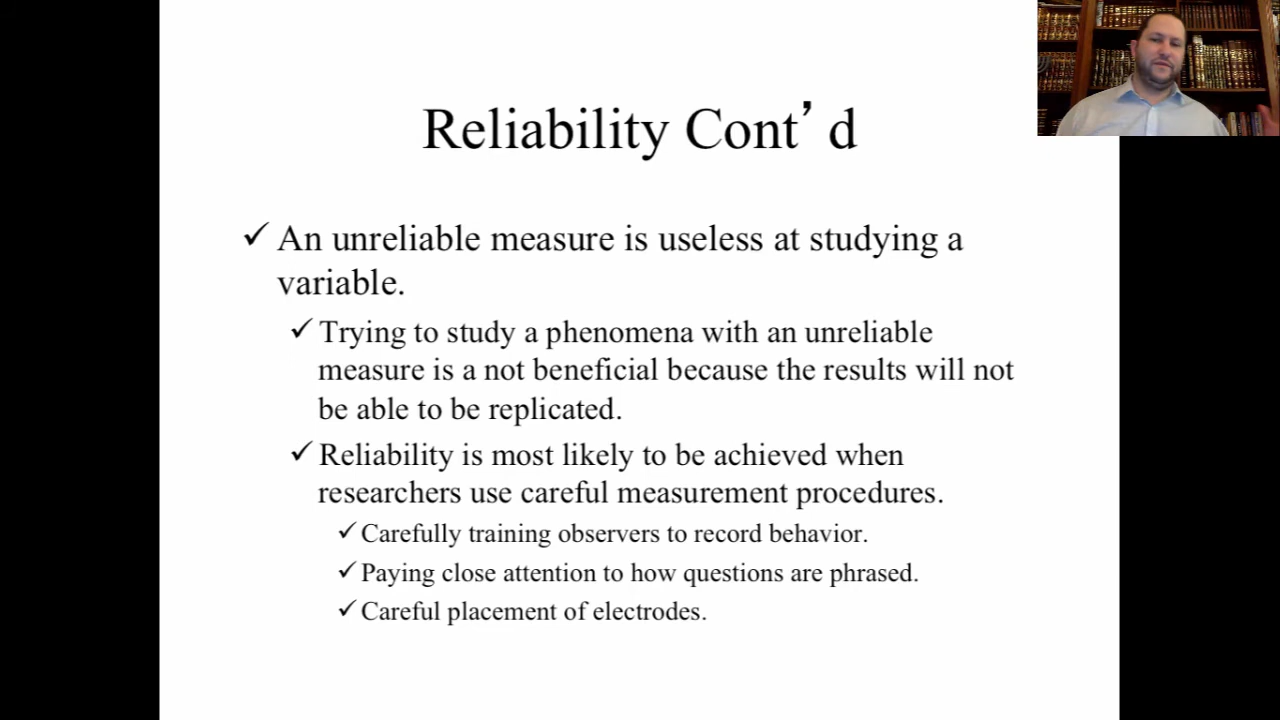 Reliability Cont’d
✓ An unreliable measure is useless at studying a
variable.
✓ Trying to study a phenomena with an unreliable
measure is a not beneficial because the results will not
be able to be replicated.
✓ Reliability is most likely to be achieved when
researchers use careful measurement procedures.
✓ Carefully training observers to record behavior.
✓ Paying close attention to how questions are phrased.
✓ Careful placement of electrodes.